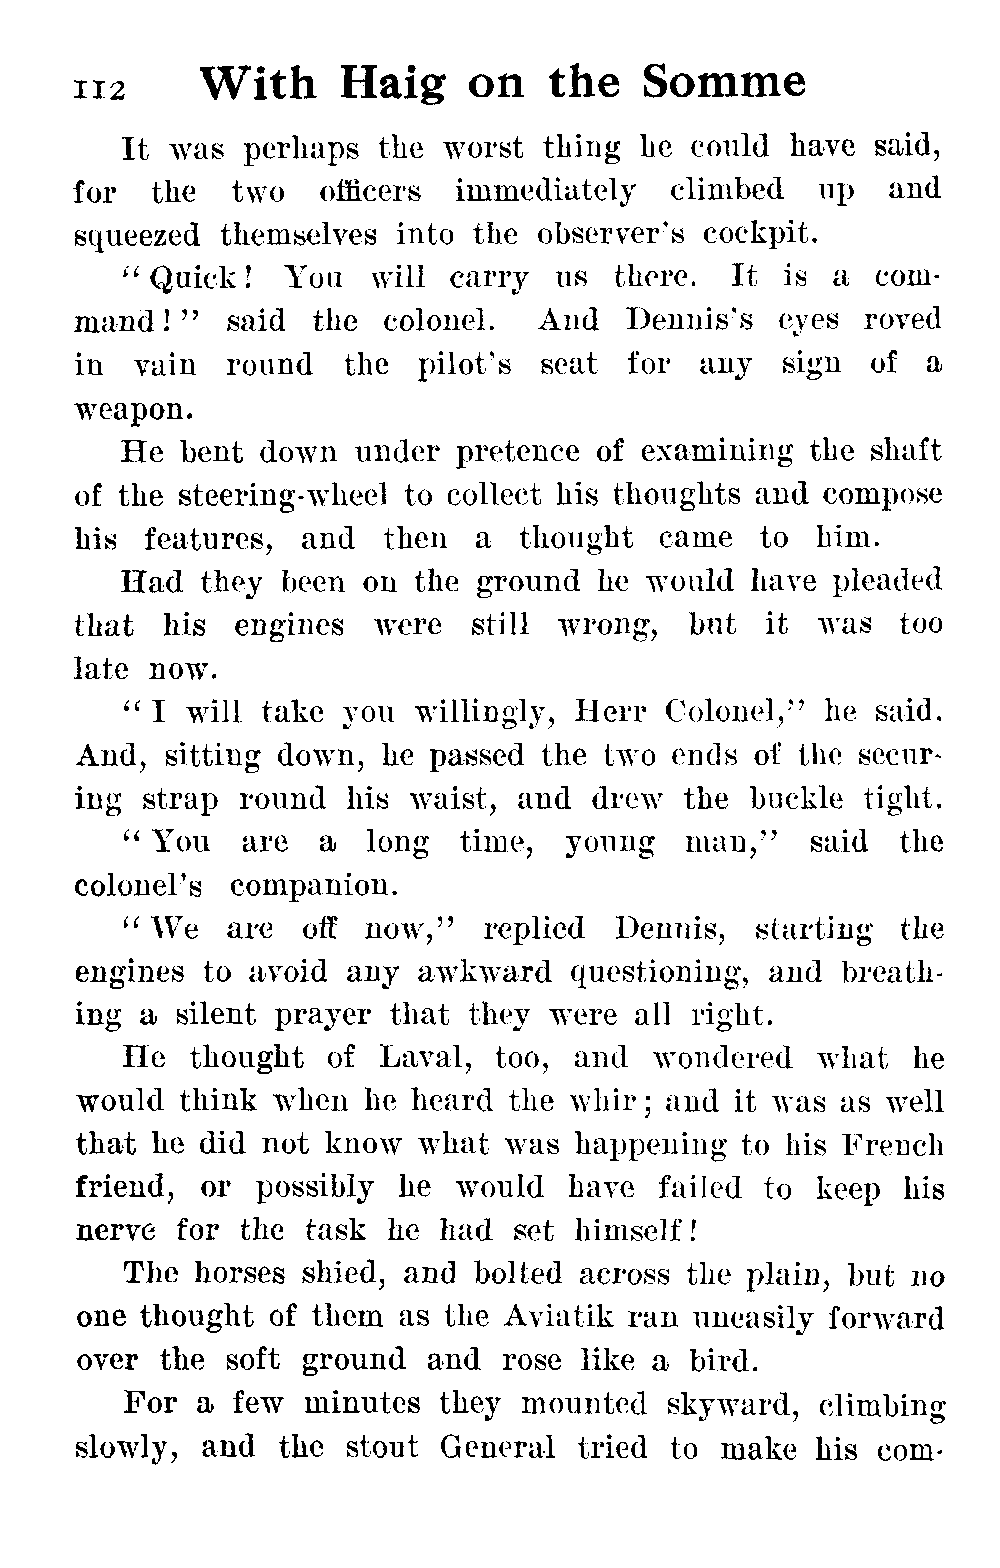 112 With Haig on the Somme
It was perhaps the worst thing he could have said,
for the two officers immediately climbed up and
squeezed themselves into the observer's cockpit.
"Quick! You will carry us there. It is a com-
mand!" said the colonel. And Dennis's eyes roved
in vain round the pilot's seat for any sign of a
weapon.
He bent down under pretence of examining the shaft
of the steering-wheel to collect his thoughts and compose
his features, and then a thought came to him.
Had they been on the ground he would have pleaded
that his engines were still wrong, but it was too
late now.
"I will take you willingly, Herr Colonel," he said.
And, sitting down, he passed the two ends of the secur-
ing strap round his waist, and drew the buckle tight.
"You are a long time, young man," said the
colonel's companion.
"We are off now," replied Dennis, starting the
engines to avoid any awkward questioning, and breath-
ing a silent prayer that they were all right.
He thought of Laval, too, and wondered what he
would think when he heard the whir; and it was as well
that he did not know what was happening to his French
friend, or possibly he would have failed to keep his
nerve for the task he had set himself!
The horses shied, and bolted across the plain, but no
one thought of them as the Aviatik ran uneasily forward
over the soft ground and rose like a bird.
For a few minutes they mounted skyward, climbing
slowly, and the stout General tried to make his com-